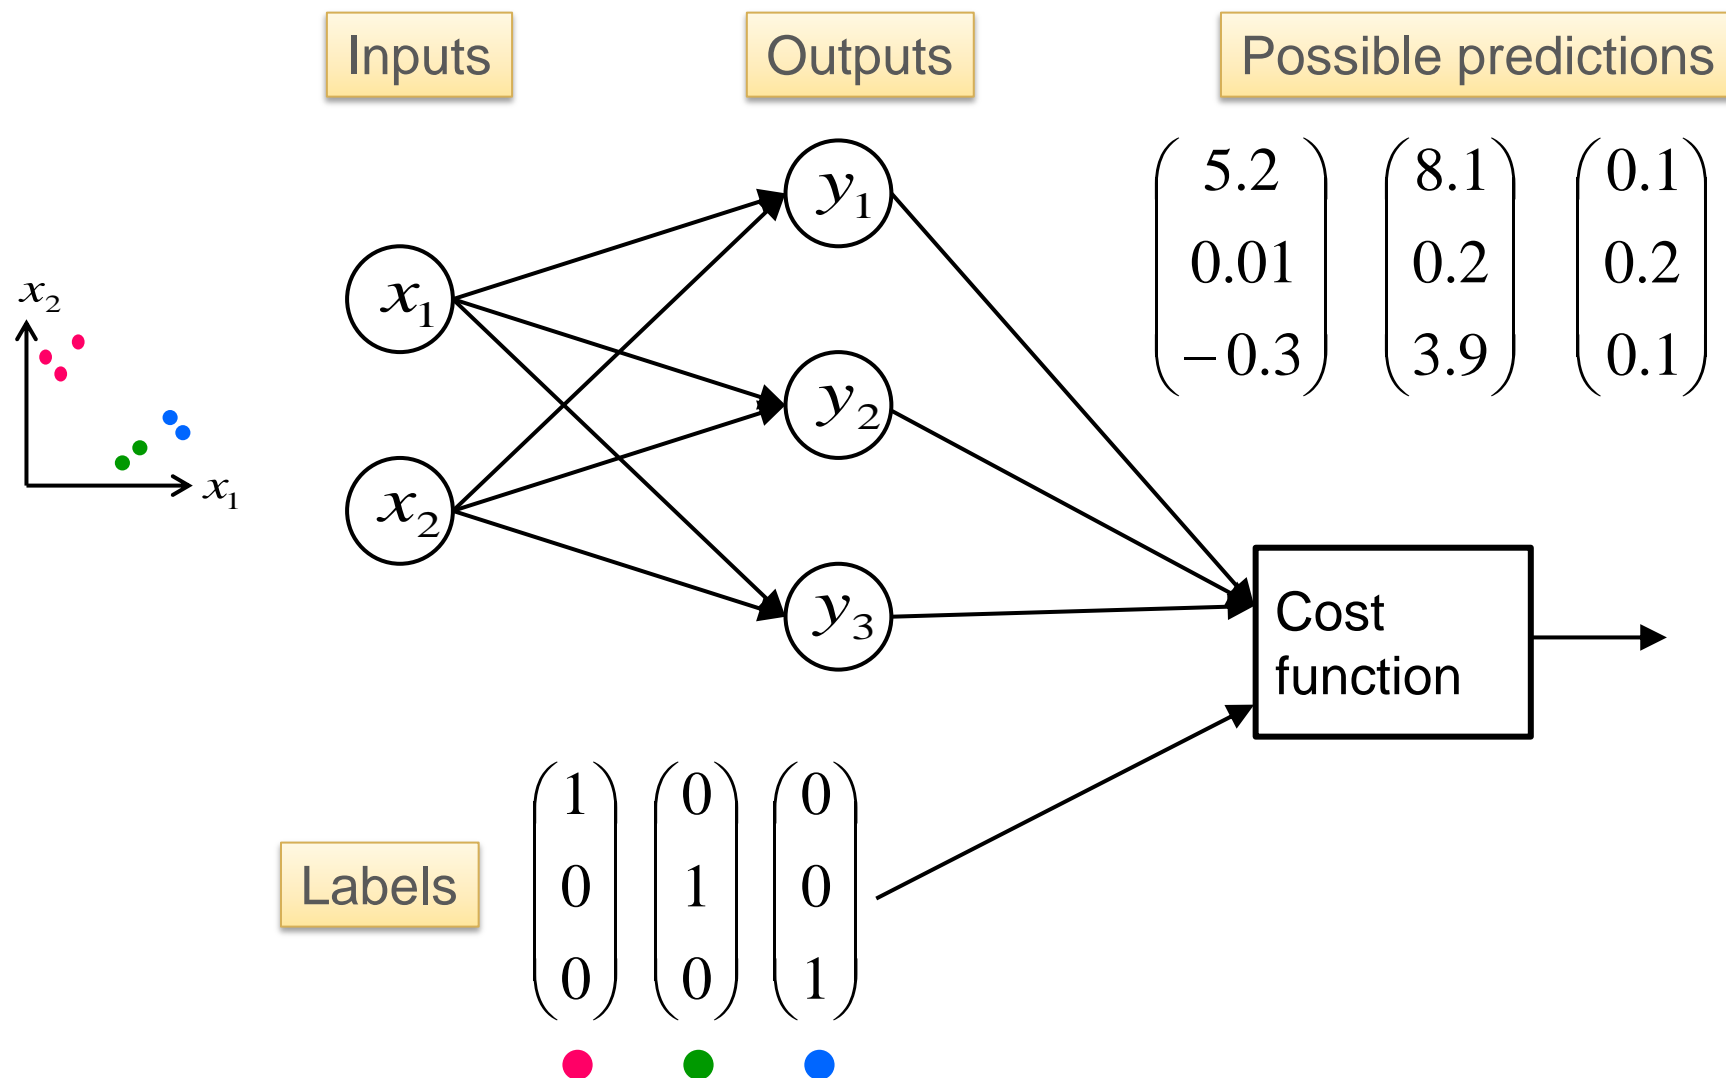 Inputs
Outputs
Possible predictions
5.2 8.1 0.1
0.01 0.2 0.2
−0.3 3.9 0.1
y₁
x₁
x₂
y₂
x₁
x₂
y₃
Cost
function
Labels
1 0 0
0 1 0
0 0 1